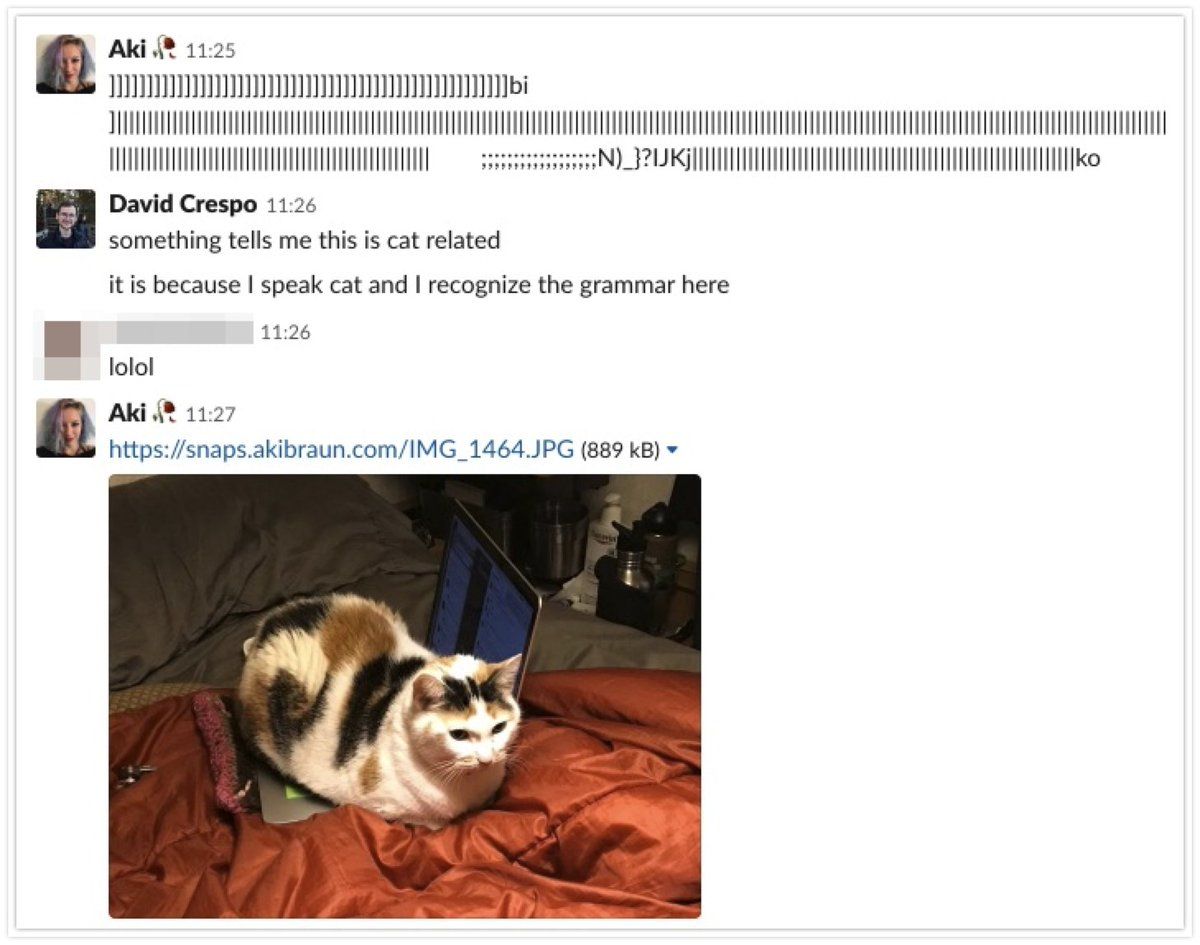 Aki 11:25
]]]]]]]]]]]]]]]]]]]]]]]]]]]]]]]]]]]]]]]]]]]]]]]]]]]]]bi
]||||||||||||||||||||||||||||||||||||||||||||||||||||||||||||||||||||||||||||||||||||||||||||||||||||||||||||||||||||||||||||||||||||||||||||||||||||||||||||||||||||||||||||
||||||||||||||||||||||||||||||||||||||||||||||||||||| ;;;;;;;;;;;;;;;;;;N)_}?IJKj|||||||||||||||||||||||||||||||||||||||||||||||||||||||||||||||ko
David Crespo 11:26
something tells me this is cat related
it is because I speak cat and I recognize the grammar here
11:26
lolol
Aki 11:27
https://snaps.akibraun.com/IMG_1464.JPG (889 kB)